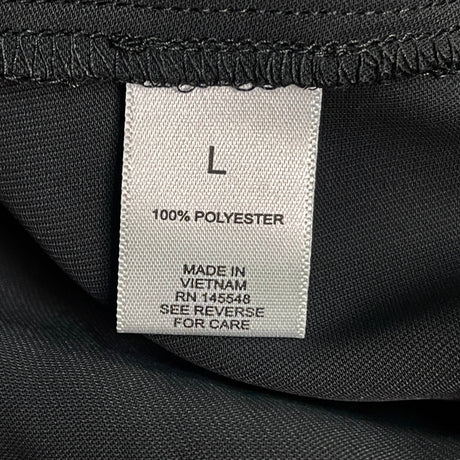 L
100% POLYESTER
MADE IN
VIETNAM
RN 145548
SEE REVERSE
FOR CARE